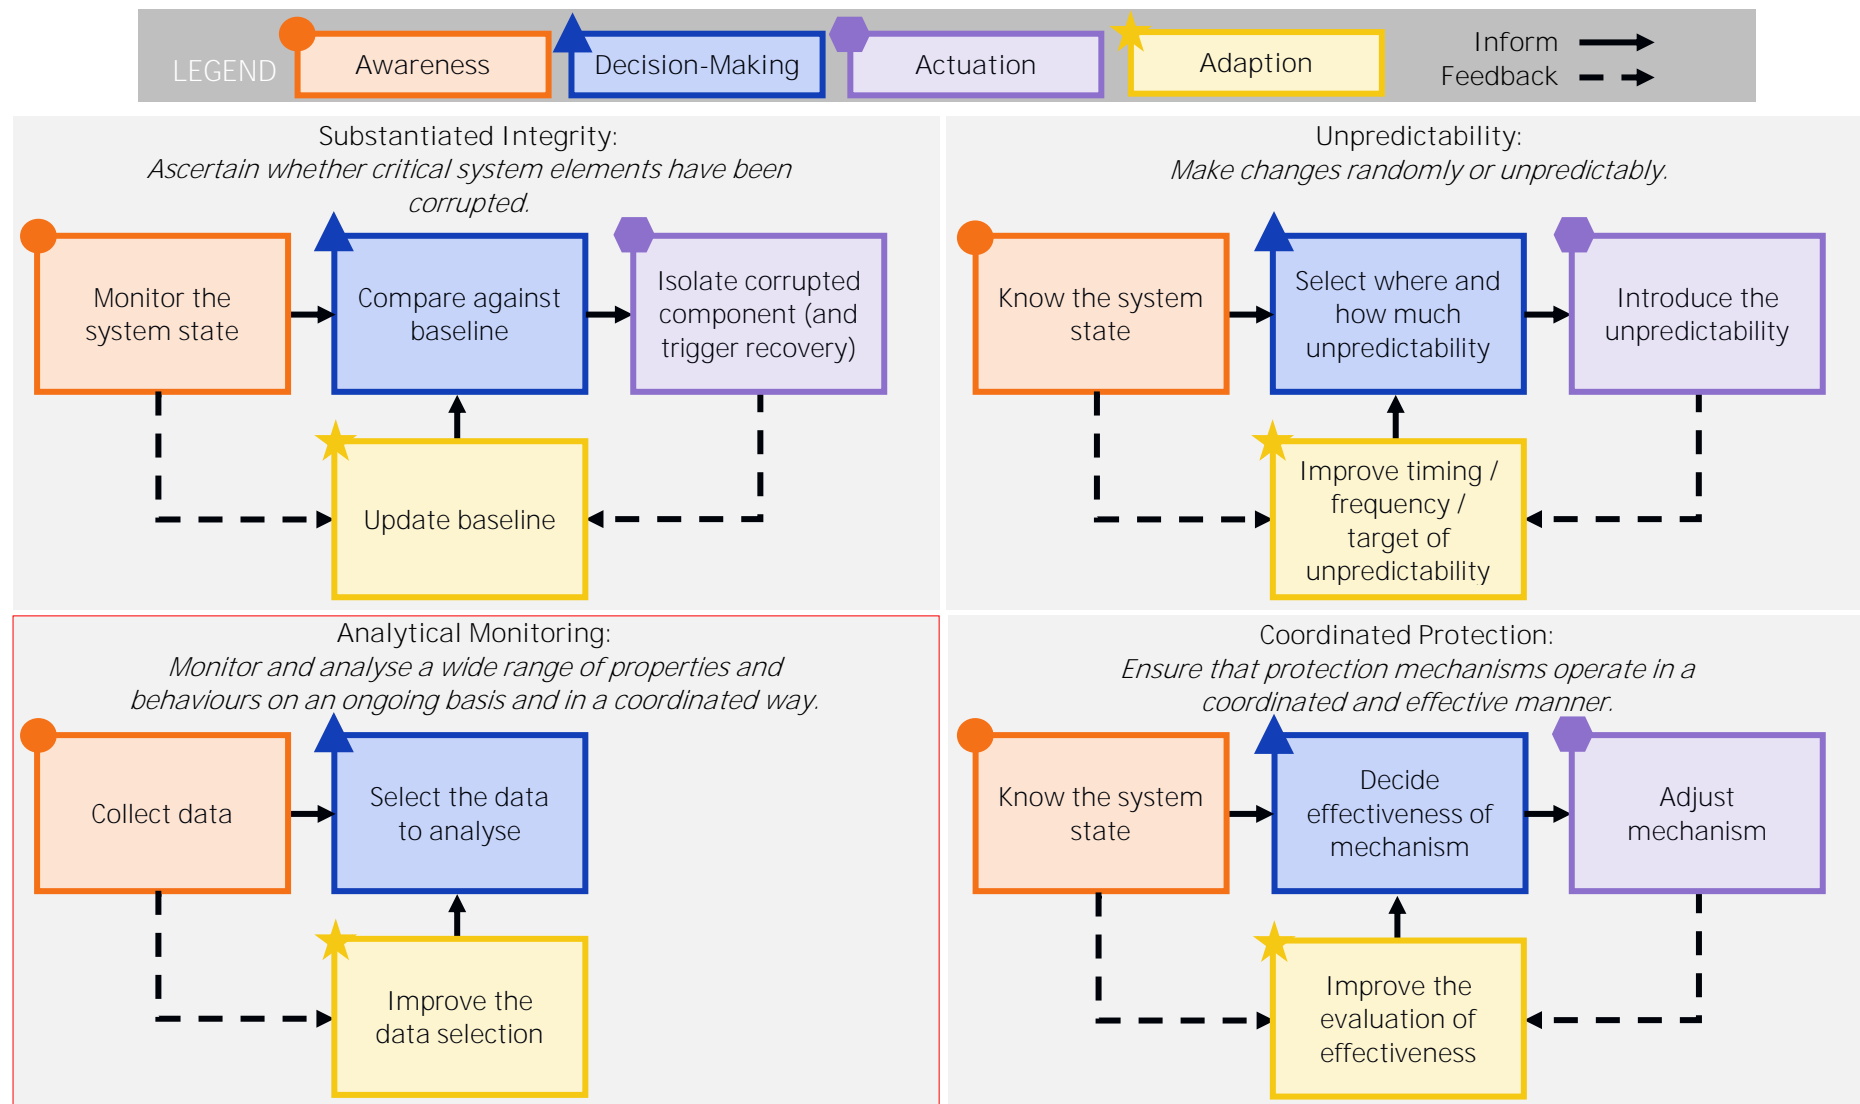 LEGEND
Awareness
Decision-Making
Actuation
Adaption
Inform
Feedback
Substantiated Integrity:
Ascertain whether critical system elements have been
corrupted.
Monitor the
system state
Compare against
baseline
Isolate corrupted
component (and
trigger recovery)
Update baseline
Unpredictability:
Make changes randomly or unpredictably.
Know the system
state
Select where and
how much
unpredictability
Introduce the
unpredictability
Improve timing /
frequency /
target of
unpredictability
Analytical Monitoring:
Monitor and analyse a wide range of properties and
behaviours on an ongoing basis and in a coordinated way.
Collect data
Select the data
to analyse
Improve the
data selection
Coordinated Protection:
Ensure that protection mechanisms operate in a
coordinated and effective manner.
Know the system
state
Decide
effectiveness of
mechanism
Adjust
mechanism
Improve the
evaluation of
effectiveness